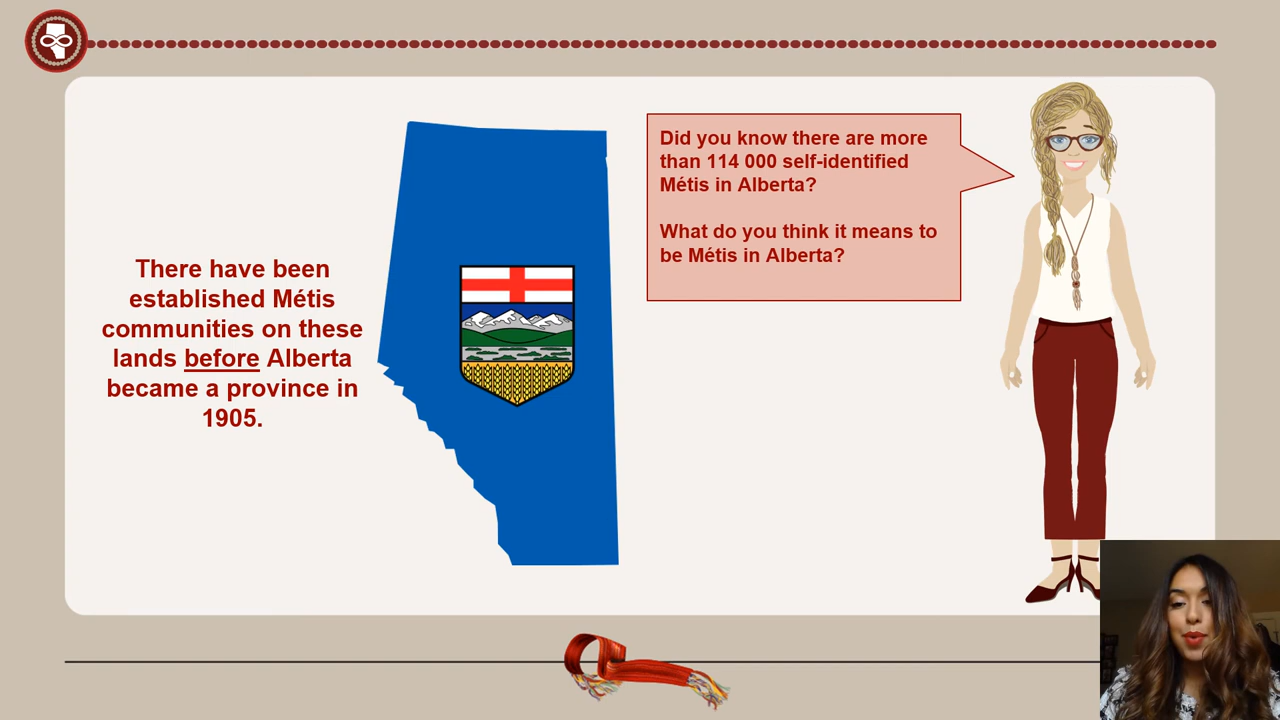 There have been
established Métis
communities on these
lands before Alberta
became a province in
1905.
Did you know there are more
than 114 000 self-identified
Métis in Alberta?
What do you think it means to
be Métis in Alberta?